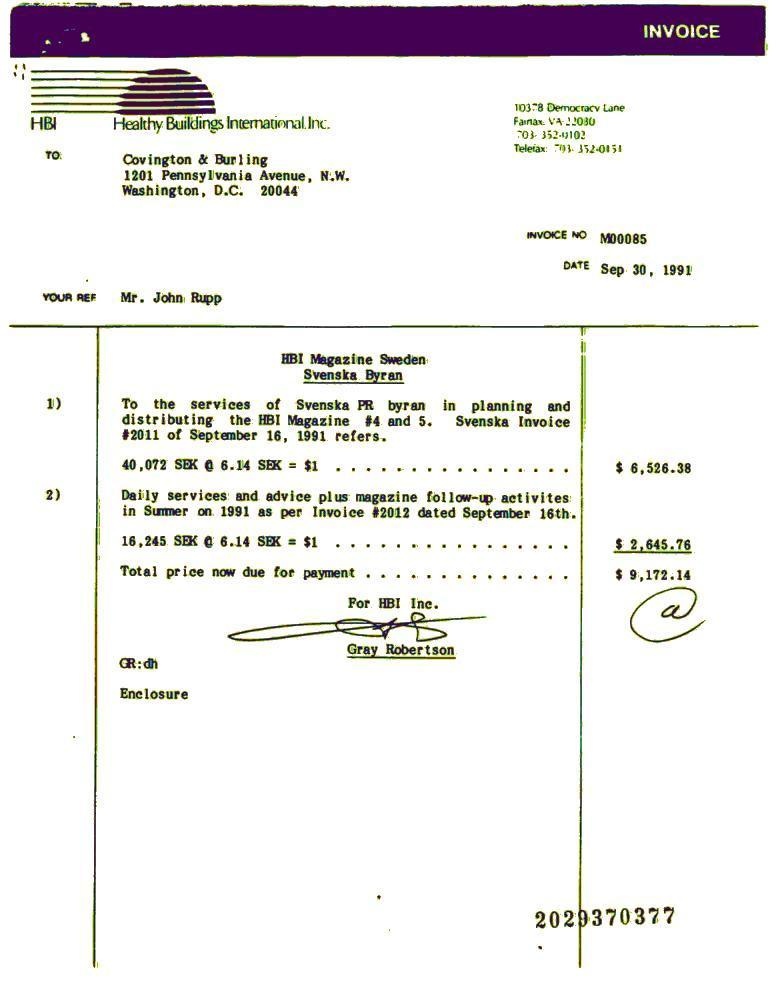 INVOICE
HBI Healthy Buildings International, Inc.
10378 Democracy Lane
Fairfax, VA 22030
703-352-0102
Telefax: 703-352-0151
TO: Covington & Burling
1201 Pennsylvania Avenue, N.W.
Washington, D.C. 20044
INVOICE NO M00085
DATE Sep 30, 1991
YOUR REF Mr. John Rupp
HBI Magazine Sweden
Svenska Byran
1) To the services of Svenska PR byran in planning and
distributing the HBI Magazine #4 and 5. Svenska Invoice
#2011 of September 16, 1991 refers.
40,072 SEK @ 6.14 SEK = $1 . . . . . . . . . . . . . . . . $ 6,526.38
2) Daily services and advice plus magazine follow-up activites
in Summer on 1991 as per Invoice #2012 dated September 16th.
16,245 SEK @ 6.14 SEK = $1 . . . . . . . . . . . . . . . . $ 2,645.76
Total price now due for payment . . . . . . . . . . . . . . $ 9,172.14
For HBI Inc.
Gray Robertson
GR:dh
Enclosure
2029370377